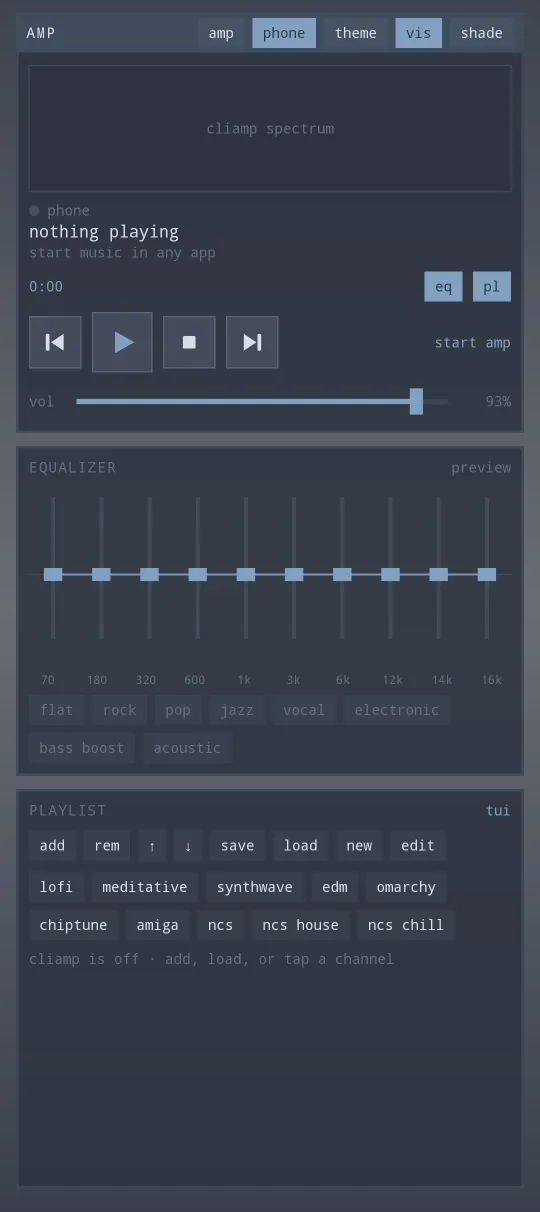 AMP amp phone theme vis shade
cliamp spectrum
phone
nothing playing
start music in any app
0:00 eq pl
start amp
vol 93%
EQUALIZER preview
70 180 320 600 1k 3k 6k 12k 14k 16k
flat rock pop jazz vocal electronic
bass boost acoustic
PLAYLIST tui
add rem ↑ ↓ save load new edit
lofi meditative synthwave edm omarchy
chiptune amiga ncs ncs house ncs chill
cliamp is off · add, load, or tap a channel